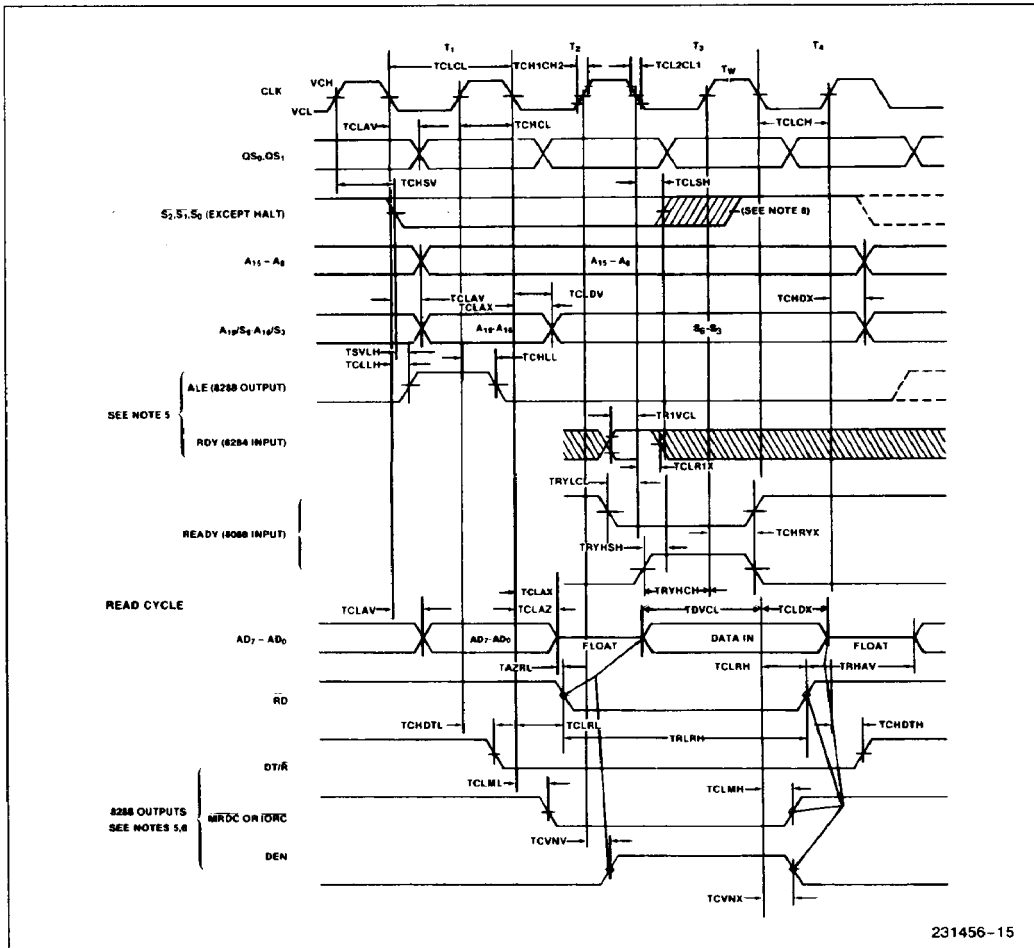 T1 T2 T3 T4
TCLCL TCH1CH2 TCL2CL1
TW
VCH
CLK
VCL
TCLAV TCHCL TCLCH
QS0,QS1
TCHSV TCLSH
S2,S1,S0 (EXCEPT HALT) (SEE NOTE 8)
A15 – A8 A15 – A8
TCLAV TCLDV
TCLAX TCHDX
A19/S6-A16/S3 A19-A16 S6-S3
TSVLH TCHLL
TCLLH
ALE (8288 OUTPUT)
SEE NOTE 5
TR1VCL
RDY (8284 INPUT)
TCLR1X
TRYLCL
READY (8088 INPUT) TCHRYX
TRYHSH
TRYHCH
TCLAX
READ CYCLE
TCLAV TCLAZ TDVCL TCLDX
AD7 – AD0 AD7-AD0 FLOAT DATA IN FLOAT
TAZRL TCLRH TRHAV
RD
TCHDTL TCLRL TRLRH TCHDTH
DT/R
TCLML TCLMH
8288 OUTPUTS
SEE NOTES 5,6
MRDC OR IORC
TCVNV
DEN
TCVNX
231456–15